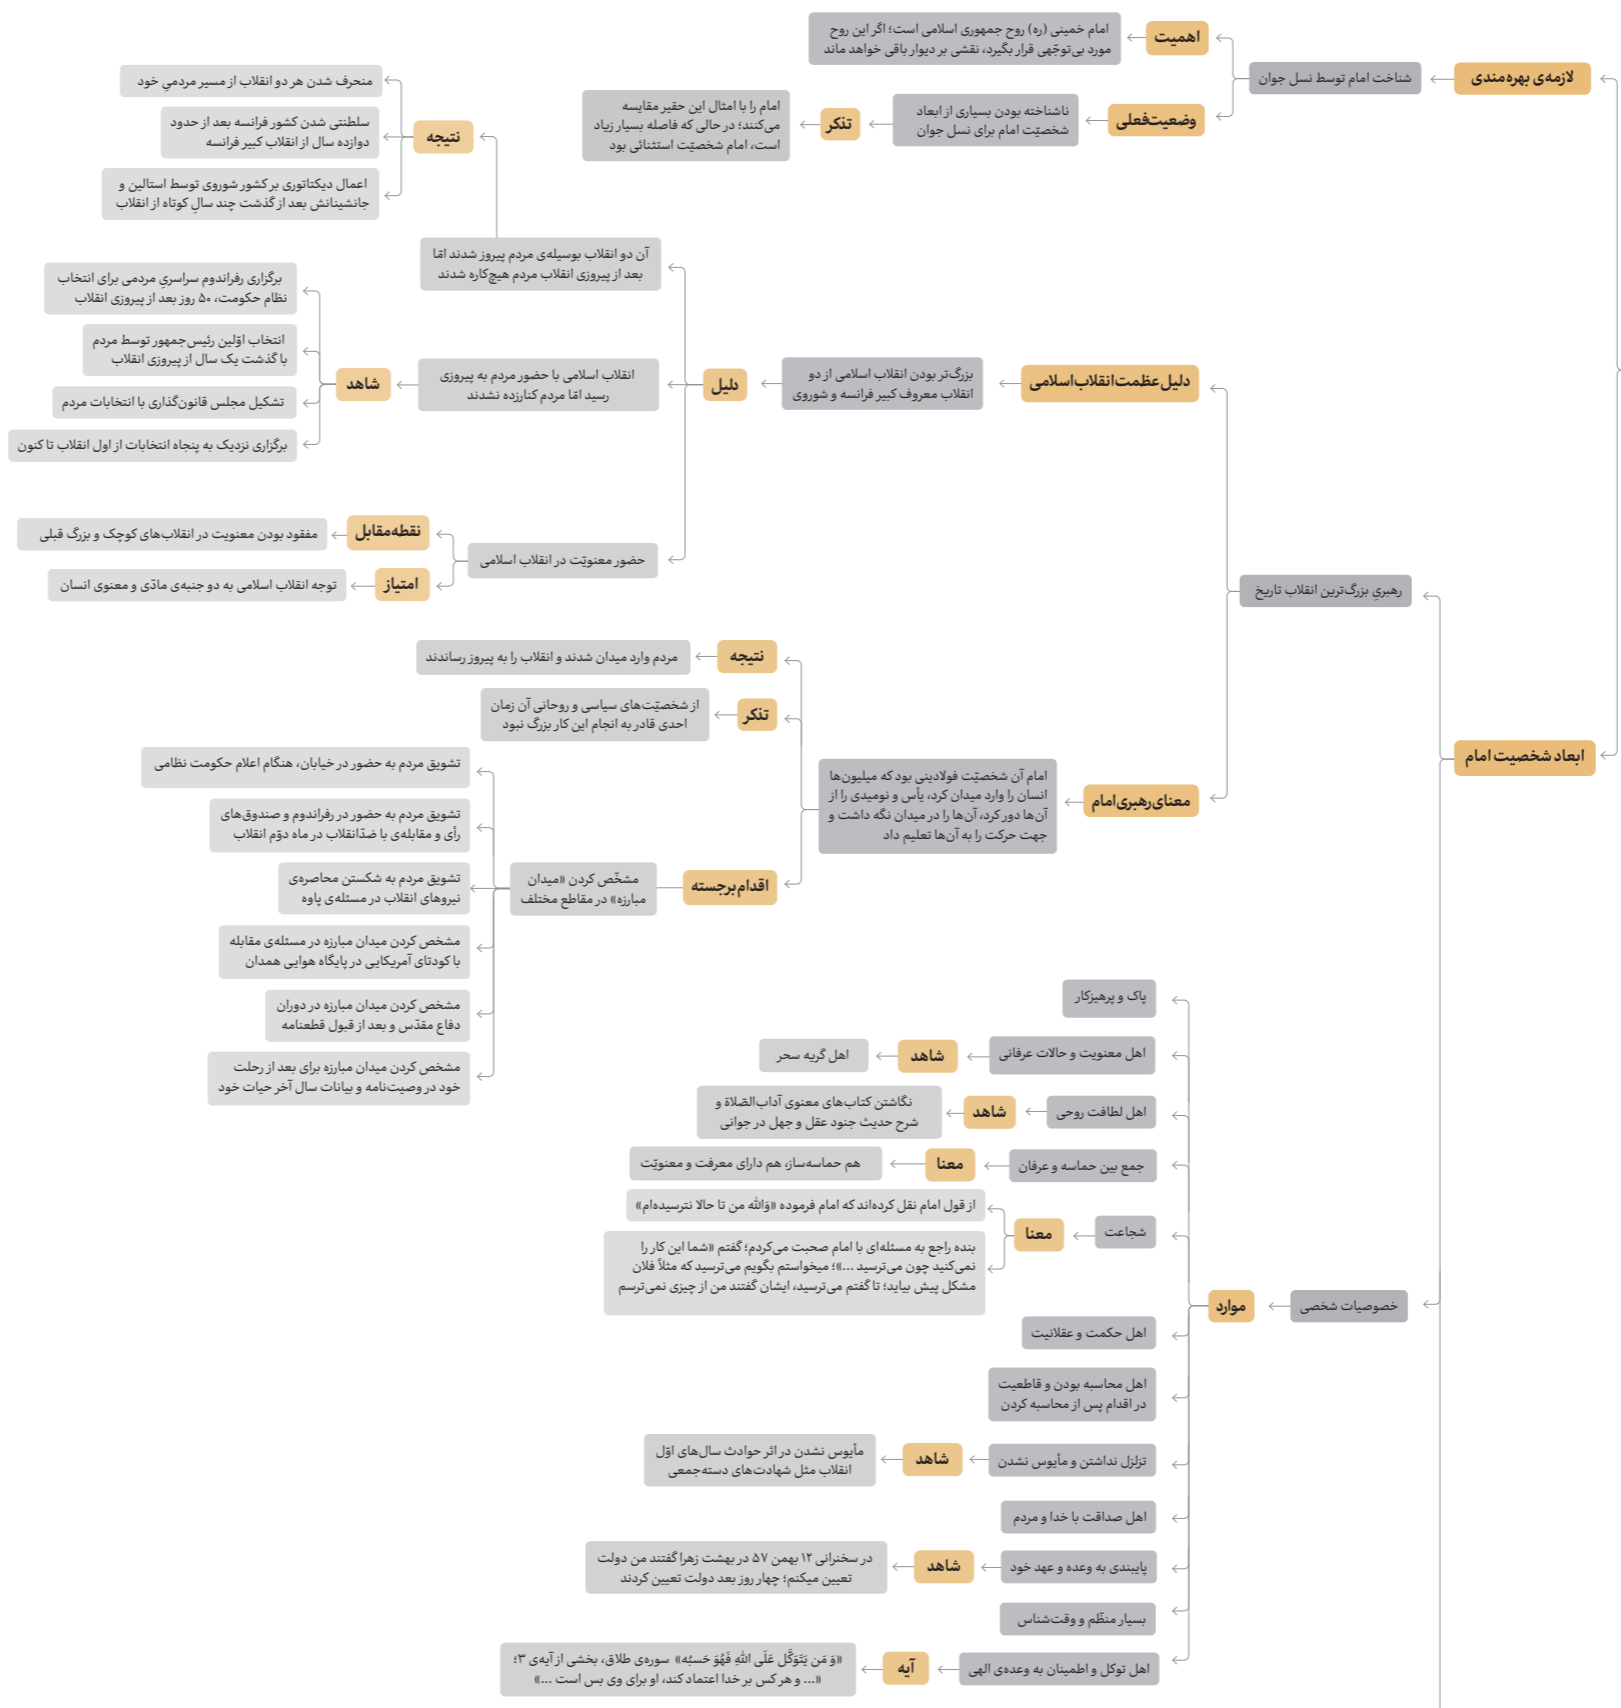 لازمه‌ی بهره‌مندی
شناخت امام توسط نسل جوان
اهمیت
امام خمینی (ره) روح جمهوری اسلامی است؛ اگر این روح
مورد بی‌توجّهی قرار بگیرد، نقشی بر دیوار باقی خواهد ماند
وضعیت‌فعلی
ناشناخته بودن بسیاری از ابعاد
شخصیّت امام برای نسل جوان
تذکر
امام را با امثال این حقیر مقایسه
می‌کنند؛ در حالی که فاصله بسیار زیاد
است، امام شخصیّت استثنائی بود
ابعاد شخصیت امام
رهبریِ بزرگ‌ترین انقلاب تاریخ
دلیل‌عظمت‌انقلاب‌اسلامی
بزرگ‌تر بودن انقلاب اسلامی از دو
انقلاب معروف کبیر فرانسه و شوروی
دلیل
آن دو انقلاب بوسیله‌ی مردم پیروز شدند امّا
بعد از پیروزی انقلاب مردم هیچ‌کاره شدند
نتیجه
منحرف شدن هر دو انقلاب از مسیر مردمیِ خود
سلطنتی شدن کشور فرانسه بعد از حدود
دوازده سال از انقلاب کبیر فرانسه
اعمال دیکتاتوری بر کشور شوروی توسط استالین و
جانشینانش بعد از گذشت چند سالِ کوتاه از انقلاب
انقلاب اسلامی با حضور مردم به پیروزی
رسید امّا مردم کنارزده نشدند
شاهد
برگزاری رفراندوم سراسریِ مردمی برای انتخاب
نظام حکومت، ۵۰ روز بعد از پیروزی انقلاب
انتخاب اوّلین رئیس‌جمهور توسط مردم
با گذشت یک سال از پیروزی انقلاب
تشکیل مجلس قانون‌گذاری با انتخابات مردم
برگزاری نزدیک به پنجاه انتخابات از اول انقلاب تا کنون
حضور معنویّت در انقلاب اسلامی
نقطه‌مقابل
مفقود بودن معنویت در انقلاب‌های کوچک و بزرگ قبلی
امتیاز
توجه انقلاب اسلامی به دو جنبه‌ی مادّی و معنوی انسان
معنای‌رهبری‌امام
امام آن شخصیّت فولادینی بود که میلیون‌ها
انسان را وارد میدان کرد، یأس و نومیدی را از
آن‌ها دور کرد، آن‌ها را در میدان نگه داشت و
جهت حرکت را به آن‌ها تعلیم داد
نتیجه
مردم وارد میدان شدند و انقلاب را به پیروز رساندند
تذکر
از شخصیّت‌های سیاسی و روحانی آن زمان
احدی قادر به انجام این کار بزرگ نبود
اقدام‌برجسته
مشخّص کردن «میدان
مبارزه» در مقاطع مختلف
تشویق مردم به حضور در خیابان، هنگام اعلام حکومت نظامی
تشویق مردم به حضور در رفراندوم و صندوق‌های
رأی و مقابله‌ی با ضدّانقلاب در ماه دوّم انقلاب
تشویق مردم به شکستن محاصره‌ی
نیروهای انقلاب در مسئله‌ی پاوه
مشخص کردن میدان مبارزه در مسئله‌ی مقابله
با کودتای آمریکایی در پایگاه هوایی همدان
مشخص کردن میدان مبارزه در دوران
دفاع مقدّس و بعد از قبول قطعنامه
مشخص کردن میدان مبارزه برای بعد از رحلت
خود در وصیت‌نامه و بیانات سال آخر حیات خود
خصوصیات شخصی
موارد
پاک و پرهیزکار
اهل معنویت و حالات عرفانی
شاهد
اهل گریه سحر
اهل لطافت روحی
شاهد
نگاشتن کتاب‌های معنوی آداب‌الصّلاة و
شرح حدیث جنود عقل و جهل در جوانی
جمع بین حماسه و عرفان
معنا
هم حماسه‌ساز، هم دارای معرفت و معنویّت
شجاعت
معنا
از قول امام نقل کرده‌اند که امام فرموده «وَالله من تا حالا نترسیده‌ام»
بنده راجع به مسئله‌ای با امام صحبت می‌کردم؛ گفتم «شما این کار را
نمی‌کنید چون می‌ترسید ...»؛ میخواستم بگویم می‌ترسید که مثلاً فلان
مشکل پیش بیاید؛ تا گفتم می‌ترسید، ایشان گفتند من از چیزی نمی‌ترسم
اهل حکمت و عقلانیت
اهل محاسبه بودن و قاطعیت
در اقدام پس از محاسبه کردن
تزلزل نداشتن و مأیوس نشدن
شاهد
مأیوس نشدن در اثر حوادث سال‌های اوّل
انقلاب مثل شهادت‌های دسته‌جمعی
اهل صداقت با خدا و مردم
پایبندی به وعده و عهد خود
شاهد
در سخنرانی ۱۲ بهمن ۵۷ در بهشت زهرا گفتند من دولت
تعیین میکنم؛ چهار روز بعد دولت تعیین کردند
بسیار منظّم و وقت‌شناس
اهل توکل و اطمینان به وعده‌ی الهی
آیه
«وَ مَن یَتَوَکَّل عَلَی اللهِ فَهُوَ حَسبُه» سوره‌ی طلاق، بخشی از آیه‌ی ۳؛
«... و هر کس بر خدا اعتماد کند، او برای وی بس است ...»